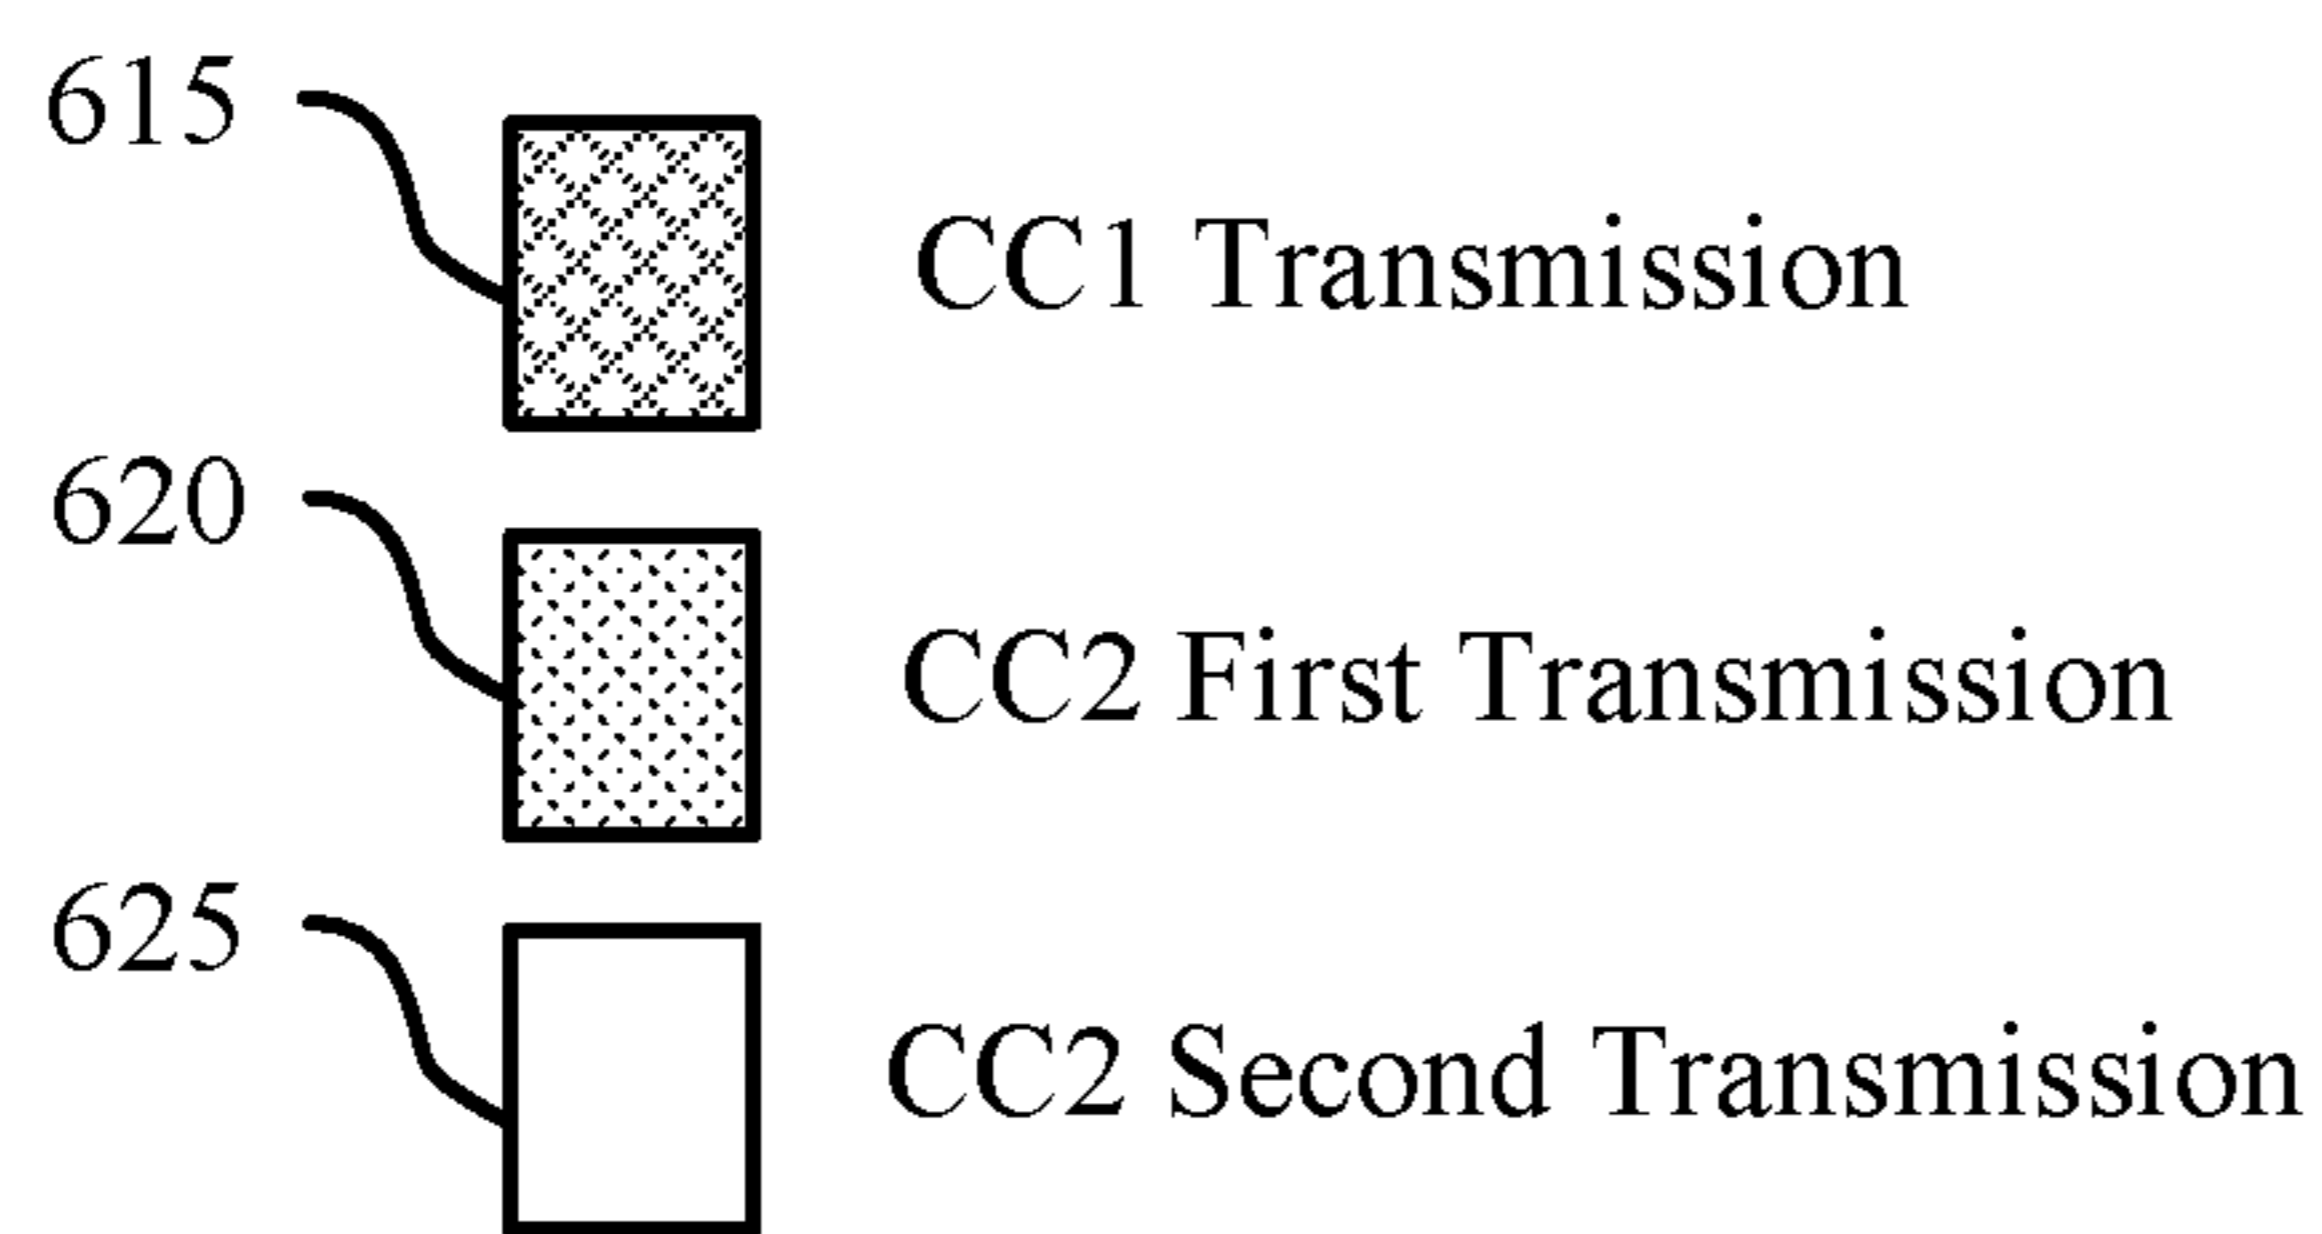 615
CC1 Transmission
620
CC2 First Transmission
625
CC2 Second Transmission